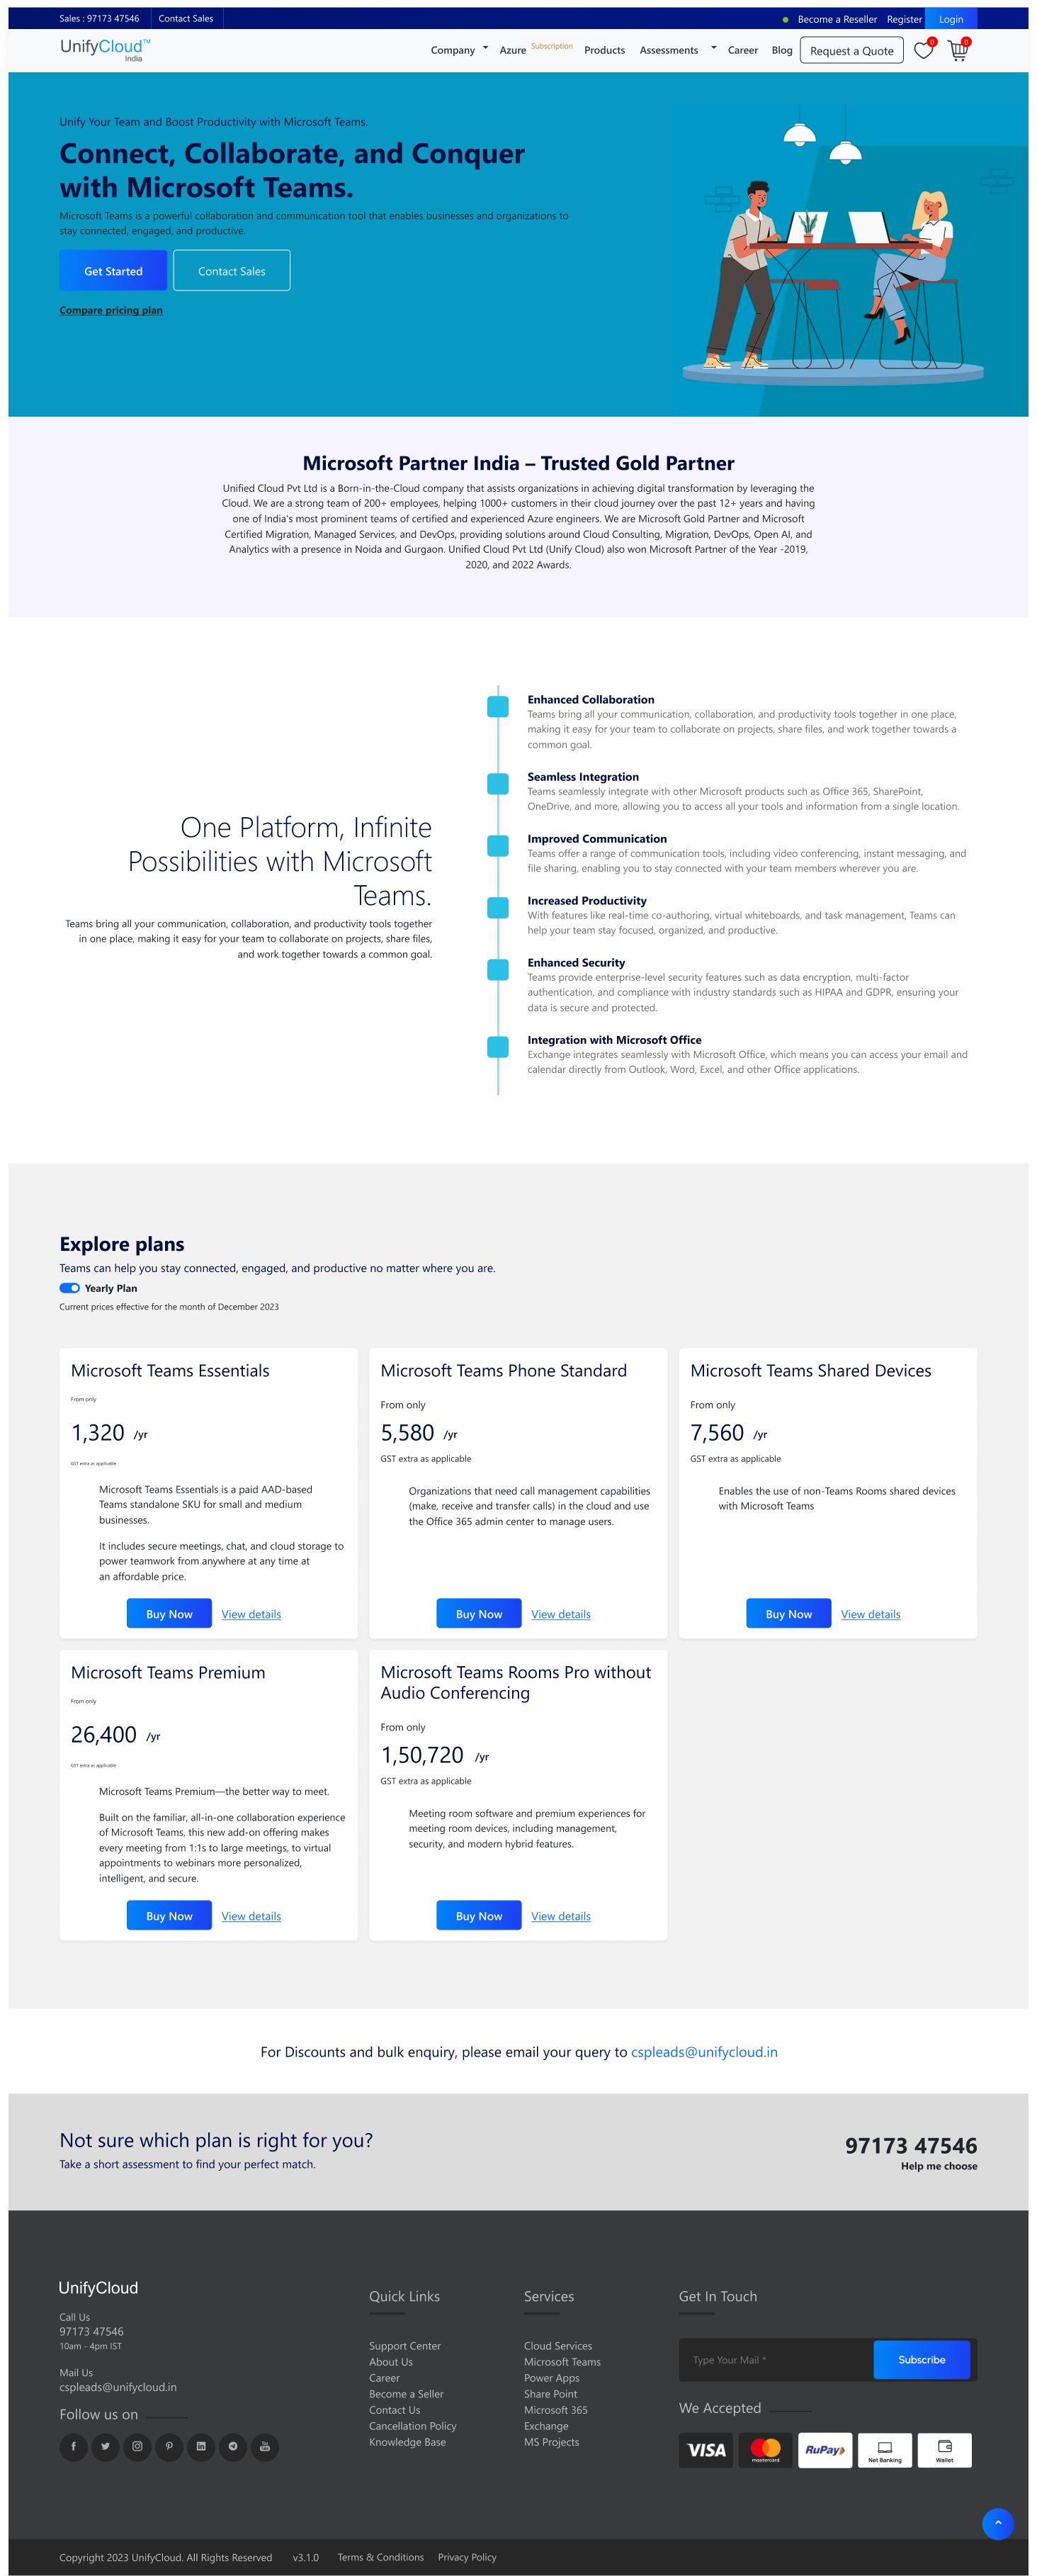 Sales : 97173 47546
Contact Sales
Become a Reseller
Register
Login
UnifyCloud™
India
Company
Azure Subscription
Products
Assessments
Career
Blog
Request a Quote
0
0
Unify Your Team and Boost Productivity with Microsoft Teams.
Connect, Collaborate, and Conquer
with Microsoft Teams.
Microsoft Teams is a powerful collaboration and communication tool that enables businesses and organizations to
stay connected, engaged, and productive.
Get Started
Contact Sales
Compare pricing plan
Microsoft Partner India – Trusted Gold Partner
Unified Cloud Pvt Ltd is a Born-in-the-Cloud company that assists organizations in achieving digital transformation by leveraging the
Cloud. We are a strong team of 200+ employees, helping 1000+ customers in their cloud journey over the past 12+ years and having
one of India's most prominent teams of certified and experienced Azure engineers. We are Microsoft Gold Partner and Microsoft
Certified Migration, Managed Services, and DevOps, providing solutions around Cloud Consulting, Migration, DevOps, Open AI, and
Analytics with a presence in Noida and Gurgaon. Unified Cloud Pvt Ltd (Unify Cloud) also won Microsoft Partner of the Year -2019,
2020, and 2022 Awards.
One Platform, Infinite
Possibilities with Microsoft
Teams.
Teams bring all your communication, collaboration, and productivity tools together
in one place, making it easy for your team to collaborate on projects, share files,
and work together towards a common goal.
Enhanced Collaboration
Teams bring all your communication, collaboration, and productivity tools together in one place,
making it easy for your team to collaborate on projects, share files, and work together towards a
common goal.
Seamless Integration
Teams seamlessly integrate with other Microsoft products such as Office 365, SharePoint,
OneDrive, and more, allowing you to access all your tools and information from a single location.
Improved Communication
Teams offer a range of communication tools, including video conferencing, instant messaging, and
file sharing, enabling you to stay connected with your team members wherever you are.
Increased Productivity
With features like real-time co-authoring, virtual whiteboards, and task management, Teams can
help your team stay focused, organized, and productive.
Enhanced Security
Teams provide enterprise-level security features such as data encryption, multi-factor
authentication, and compliance with industry standards such as HIPAA and GDPR, ensuring your
data is secure and protected.
Integration with Microsoft Office
Exchange integrates seamlessly with Microsoft Office, which means you can access your email and
calendar directly from Outlook, Word, Excel, and other Office applications.
Explore plans
Teams can help you stay connected, engaged, and productive no matter where you are.
Yearly Plan
Current prices effective for the month of December 2023
Microsoft Teams Essentials
From only
1,320 /yr
GST extra as applicable
Microsoft Teams Essentials is a paid AAD-based
Teams standalone SKU for small and medium
businesses.
It includes secure meetings, chat, and cloud storage to
power teamwork from anywhere at any time at
an affordable price.
Buy Now
View details
Microsoft Teams Phone Standard
From only
5,580 /yr
GST extra as applicable
Organizations that need call management capabilities
(make, receive and transfer calls) in the cloud and use
the Office 365 admin center to manage users.
Buy Now
View details
Microsoft Teams Shared Devices
From only
7,560 /yr
GST extra as applicable
Enables the use of non-Teams Rooms shared devices
with Microsoft Teams
Buy Now
View details
Microsoft Teams Premium
From only
26,400 /yr
GST extra as applicable
Microsoft Teams Premium—the better way to meet.
Built on the familiar, all-in-one collaboration experience
of Microsoft Teams, this new add-on offering makes
every meeting from 1:1s to large meetings, to virtual
appointments to webinars more personalized,
intelligent, and secure.
Buy Now
View details
Microsoft Teams Rooms Pro without
Audio Conferencing
From only
1,50,720 /yr
GST extra as applicable
Meeting room software and premium experiences for
meeting room devices, including management,
security, and modern hybrid features.
Buy Now
View details
For Discounts and bulk enquiry, please email your query to cspleads@unifycloud.in
Not sure which plan is right for you?
Take a short assessment to find your perfect match.
97173 47546
Help me choose
UnifyCloud
Call Us
97173 47546
10am - 4pm IST
Mail Us
cspleads@unifycloud.in
Follow us on
Quick Links
Support Center
About Us
Career
Become a Seller
Contact Us
Cancellation Policy
Knowledge Base
Services
Cloud Services
Microsoft Teams
Power Apps
Share Point
Microsoft 365
Exchange
MS Projects
Get In Touch
Type Your Mail *
Subscribe
We Accepted
VISA
mastercard
RuPay
Net Banking
Wallet
Copyright 2023 UnifyCloud. All Rights Reserved
v3.1.0
Terms & Conditions
Privacy Policy